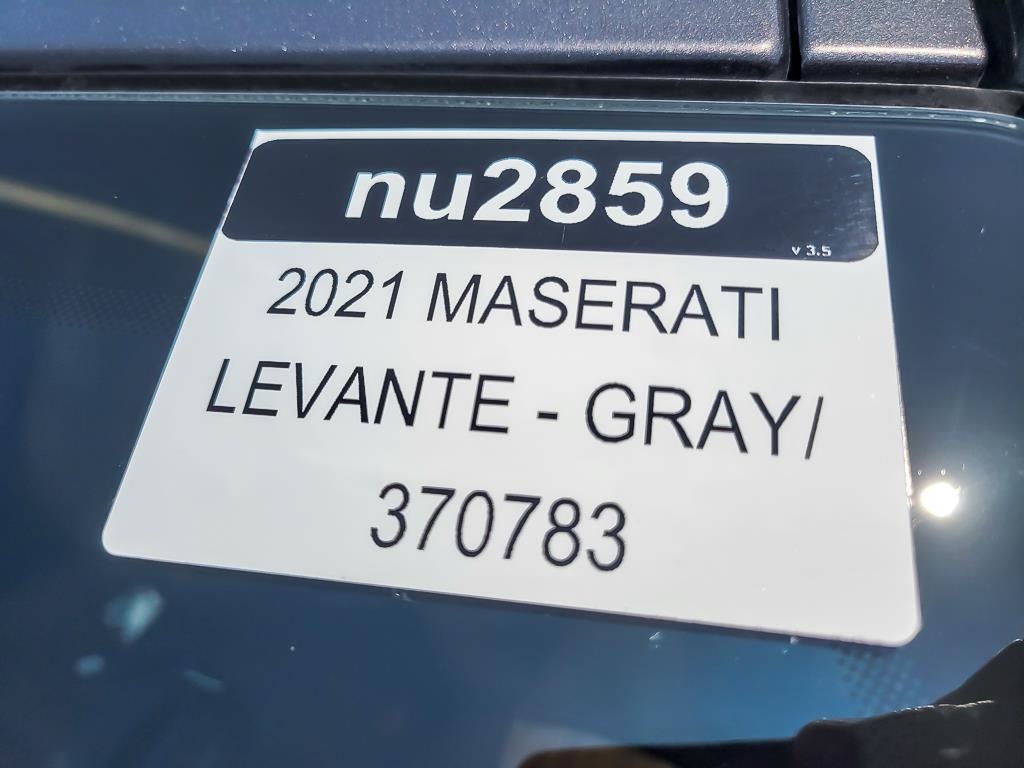 nu2859
v 3.5
2021 MASERATI
LEVANTE - GRAY/
370783